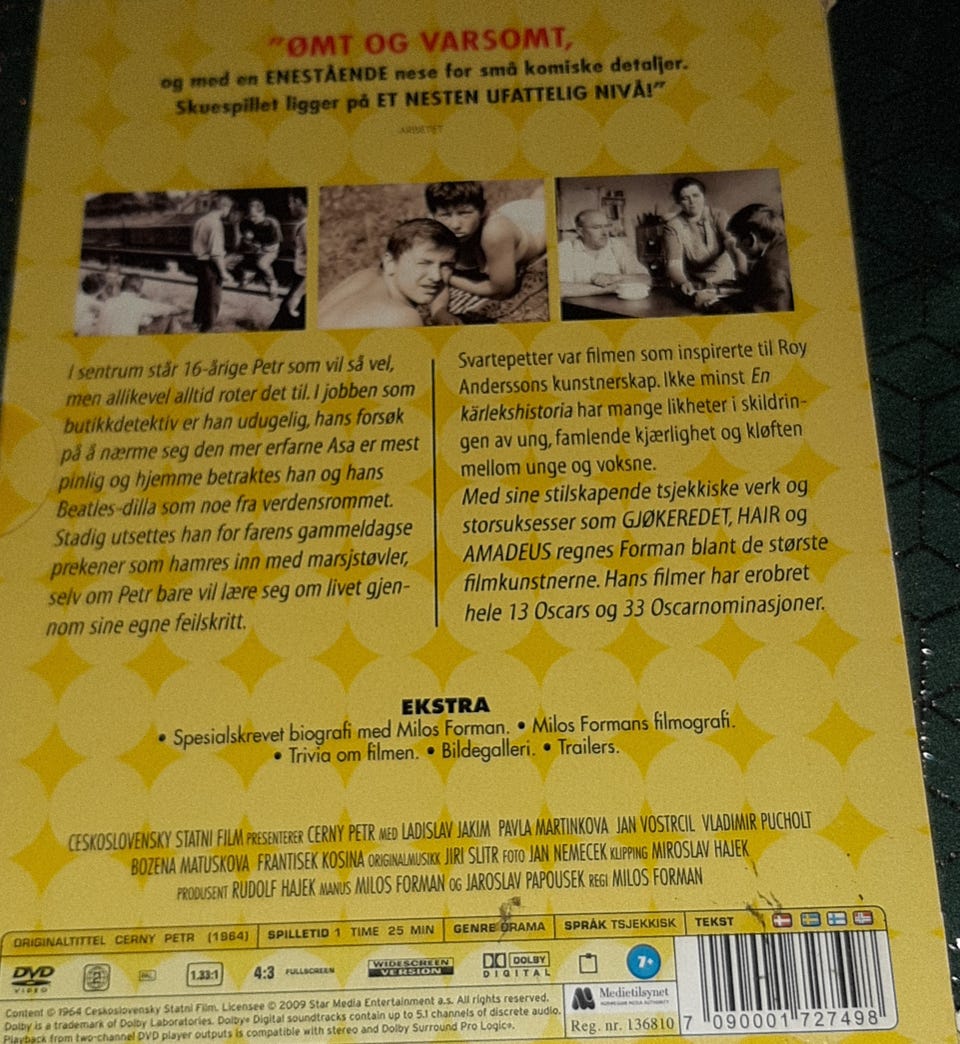 "ØMT OG VARSOMT,
og med en ENESTÅENDE nese for små komiske detaljer.
Skuespillet ligger på ET NESTEN UFATTELIG NIVÅ!"
ARBETET
I sentrum står 16-årige Petr som vil så vel,
men allikevel alltid roter det til. I jobben som
butikkdetektiv er han udugelig, hans forsøk
på å nærme seg den mer erfarne Asa er mest
pinlig og hjemme betraktes han og hans
Beatles-dilla som noe fra verdensrommet.
Stadig utsettes han for farens gammeldagse
prekener som hamres inn med marsjstøvler,
selv om Petr bare vil lære seg om livet gjen-
nom sine egne feilskritt.
Svartepetter var filmen som inspirerte til Roy
Anderssons kunstnerskap. Ikke minst En
kärlekshistoria har mange likheter i skildrin-
gen av ung, famlende kjærlighet og kløften
mellom unge og voksne.
Med sine stilskapende tsjekkiske verk og
storsuksesser som GJØKEREDET, HAIR og
AMADEUS regnes Forman blant de største
filmkunstnerne. Hans filmer har erobret
hele 13 Oscars og 33 Oscarnominasjoner.
EKSTRA
• Spesialskrevet biografi med Milos Forman. • Milos Formans filmografi.
• Trivia om filmen. • Bildegalleri. • Trailers.
CESKOSLOVENSKY STATNI FILM PRESENTERER CERNY PETR MED LADISLAV JAKIM PAVLA MARTINKOVA JAN VOSTRCIL VLADIMIR PUCHOLT
BOZENA MATUSKOVA FRANTISEK KOSINA ORIGINALMUSIKK JIRI SLITR FOTO JAN NEMECEK KLIPPING MIROSLAV HAJEK
PRODUSENT RUDOLF HAJEK MANUS MILOS FORMAN OG JAROSLAV PAPOUSEK REGI MILOS FORMAN
ORIGINALTITTEL CERNY PETR (1964) SPILLETID 1 TIME 25 MIN GENRE DRAMA SPRÅK TSJEKKISK TEKST
DVD VIDEO 2 PAL 1.33:1 4:3 FULLSCREEN WIDESCREEN VERSION DOLBY DIGITAL 7+
Content © 1964 Ceskoslovensky Statni Film. Licensee © 2009 Star Media Entertainment a.s. All rights reserved.
Dolby is a trademark of Dolby Laboratories. Dolby Digital soundtracks contain up to 5.1 channels of discrete audio.
Playback from two-channel DVD player outputs is compatible with stereo and Dolby Surround Pro Logic.
Medietilsynet
NORWEGIAN MEDIA AUTHORITY
Reg. nr. 136810
7 090001 727498